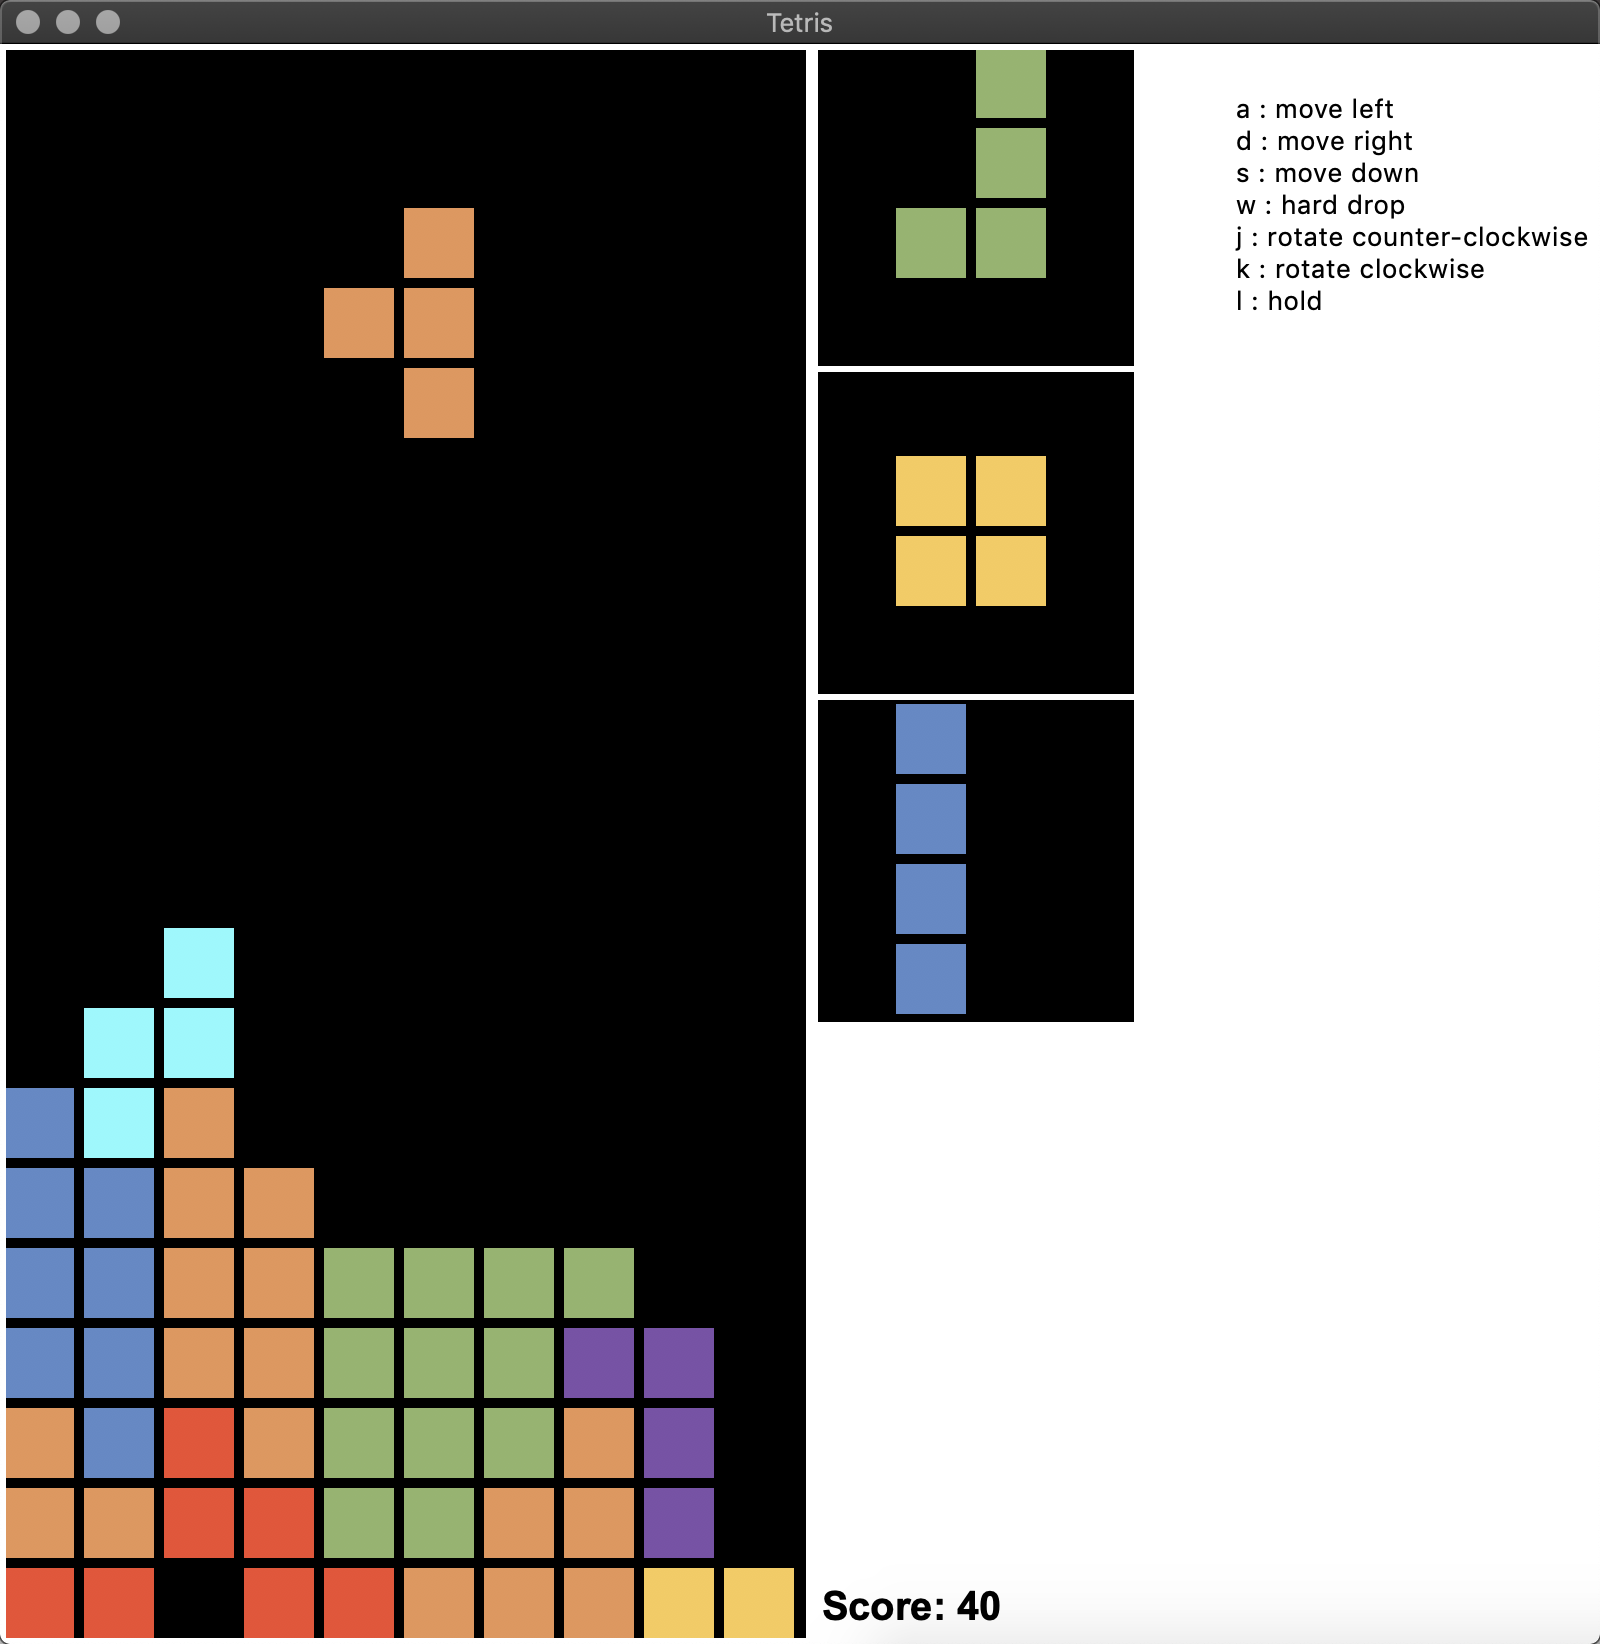 Tetris
a : move left
d : move right
s : move down
w : hard drop
j : rotate counter-clockwise
k : rotate clockwise
l : hold
Score: 40